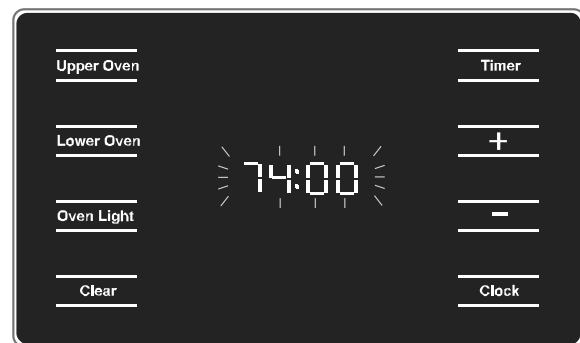 Upper Oven
Timer
Lower Oven
+
74:00
Oven Light
-
Clear
Clock